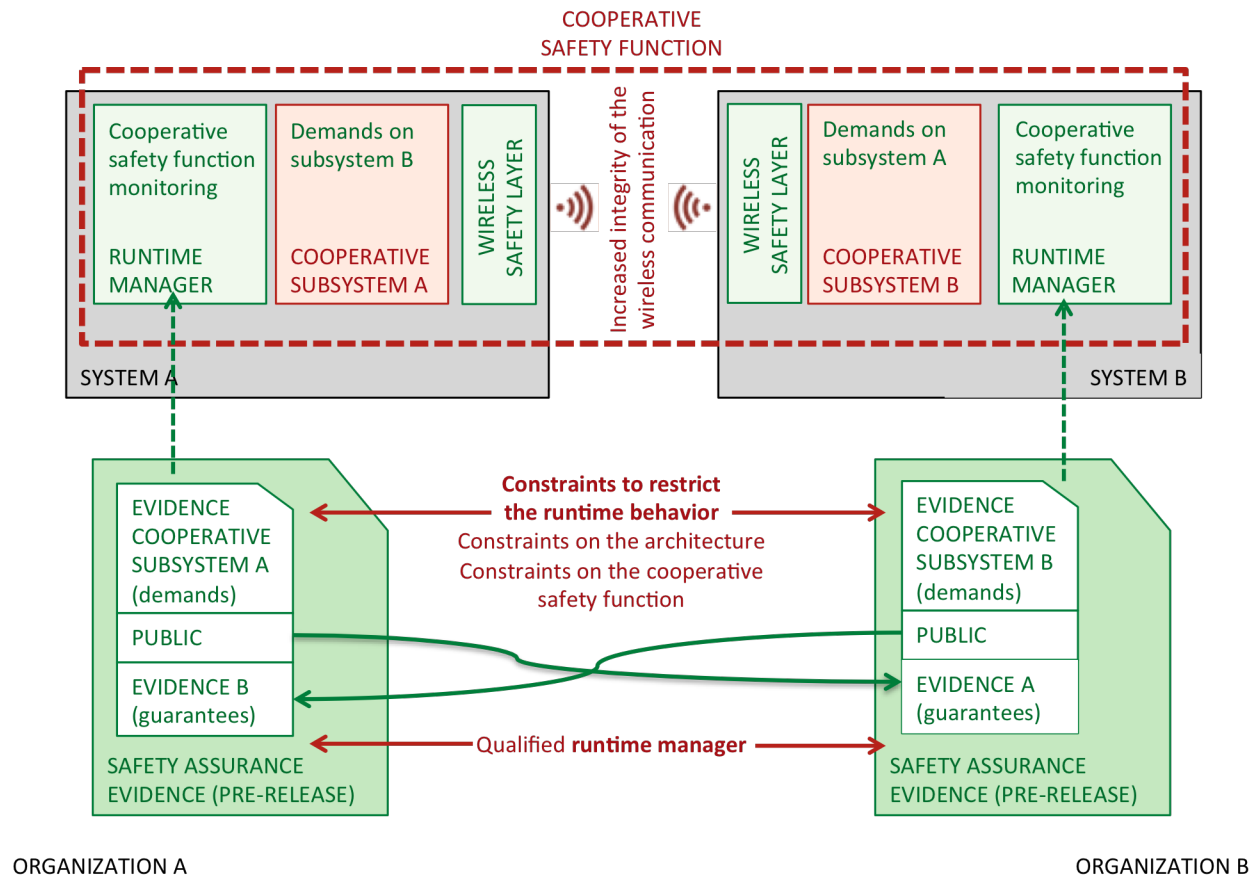 COOPERATIVE
SAFETY FUNCTION
Cooperative
safety function
monitoring
RUNTIME
MANAGER
Demands on
subsystem B
COOPERATIVE
SUBSYSTEM A
WIRELESS
SAFETY LAYER
Increased integrity of the
wireless communication
WIRELESS
SAFETY LAYER
Demands on
subsystem A
COOPERATIVE
SUBSYSTEM B
Cooperative
safety function
monitoring
RUNTIME
MANAGER
SYSTEM A
SYSTEM B
EVIDENCE
COOPERATIVE
SUBSYSTEM A
(demands)
PUBLIC
EVIDENCE B
(guarantees)
SAFETY ASSURANCE
EVIDENCE (PRE-RELEASE)
Constraints to restrict
the runtime behavior
Constraints on the architecture
Constraints on the cooperative
safety function
Qualified runtime manager
EVIDENCE
COOPERATIVE
SUBSYSTEM B
(demands)
PUBLIC
EVIDENCE A
(guarantees)
SAFETY ASSURANCE
EVIDENCE (PRE-RELEASE)
ORGANIZATION A
ORGANIZATION B